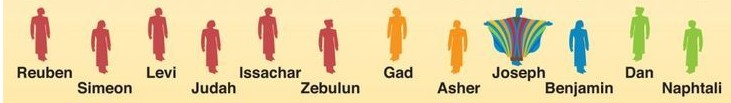 Reuben Levi Issachar Gad Joseph Dan
Simeon Judah Zebulun Asher Benjamin Naphtali